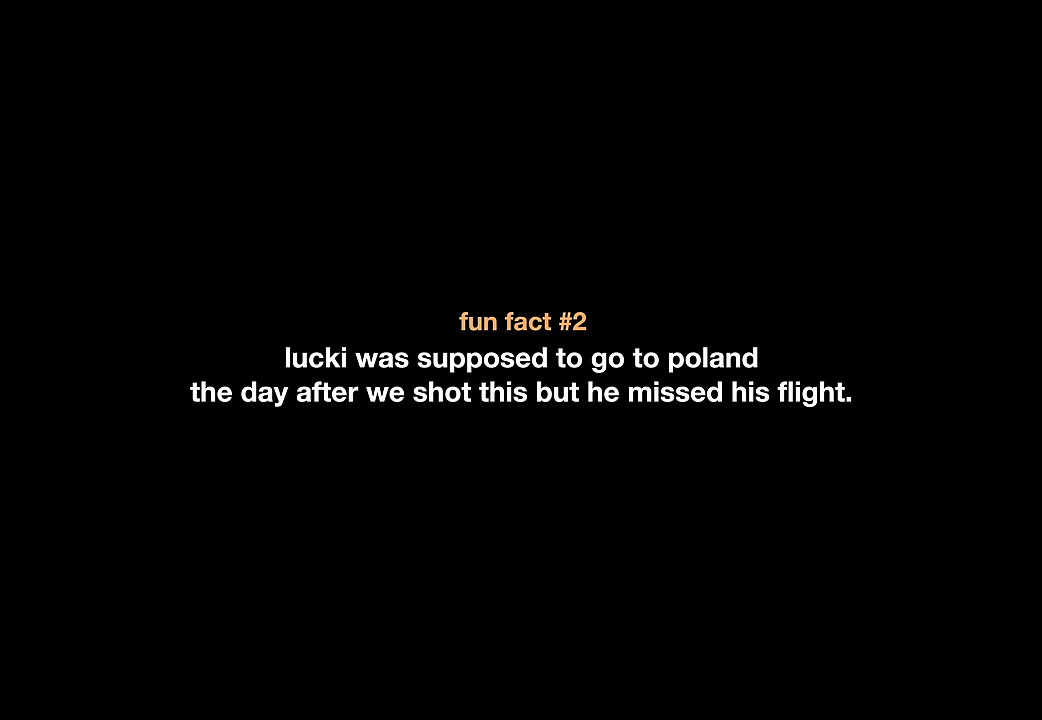 fun fact #2
lucki was supposed to go to poland
the day after we shot this but he missed his flight.